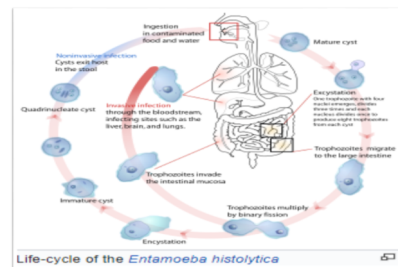 Ingestion
in contaminated
food and water
Mature cyst
Noninvasive infection
Cysts exit host
in the stool
Excystation
One trophozoite with four
nuclei emerges, divides
three times and each
nucleus divides once to
produce eight trophozoites
from each cyst
Quadrinucleate cyst
Invasive infection
through the bloodstream,
infecting sites such as the
liver, brain, and lungs.
Trophozoites migrate
to the large intestine
Trophozoites invade
the intestinal mucosa
Immature cyst
Trophozoites multiply
by binary fission
Encystation
Life-cycle of the Entamoeba histolytica